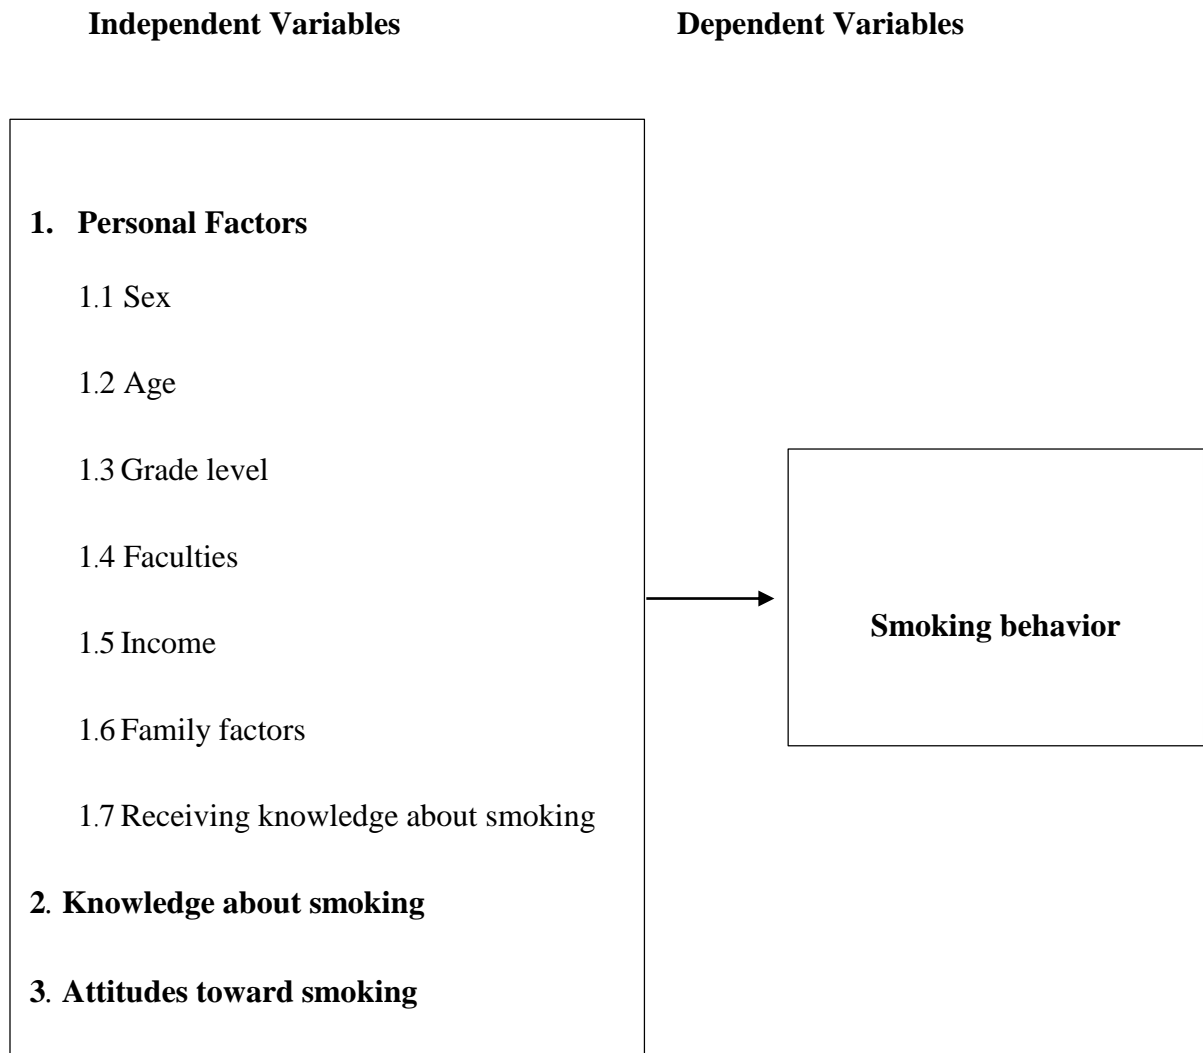 Independent Variables
Dependent Variables
1. Personal Factors
1.1 Sex
1.2 Age
1.3 Grade level
1.4 Faculties
1.5 Income
1.6 Family factors
1.7 Receiving knowledge about smoking
2. Knowledge about smoking
3. Attitudes toward smoking
Smoking behavior